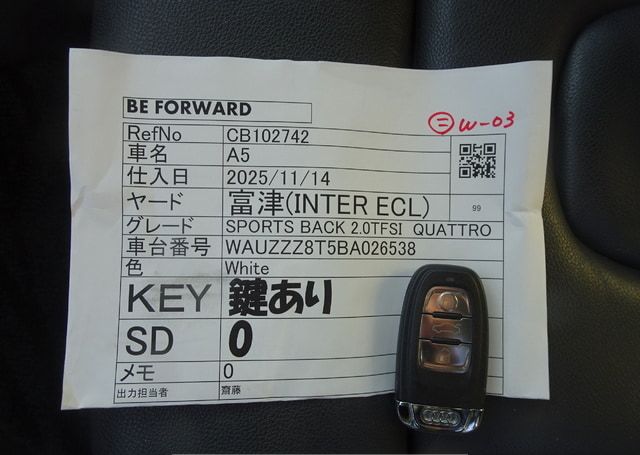 BE FORWARD
㊁ W-03
RefNo CB102742
車名 A5
仕入日 2025/11/14
ヤード 富津(INTER ECL)
99
グレード SPORTS BACK 2.0TFSI QUATTRO
車台番号 WAUZZZ8T5BA026538
色 White
KEY 鍵あり
SD 0
メモ 0
出力担当者 齋藤